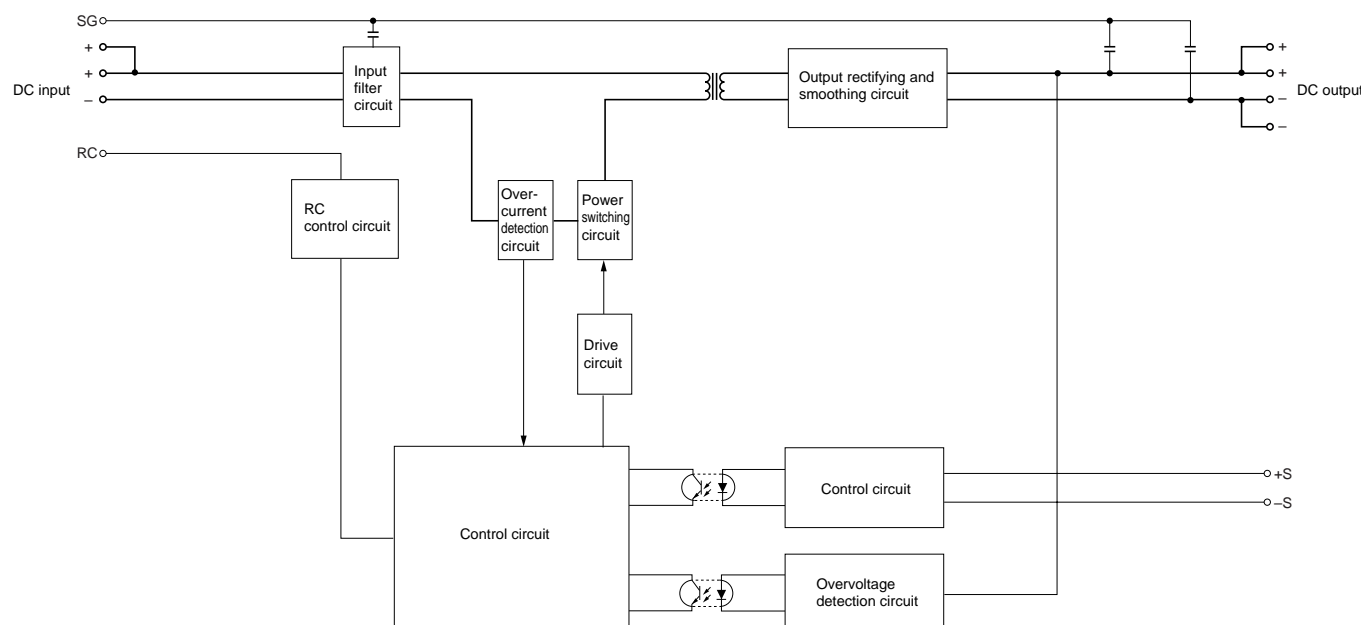 SG
+
+
DC input
–
RC
Input
filter
circuit
Output rectifying and
smoothing circuit
+
+
DC output
–
–
RC
control circuit
Over-
current
detection
circuit
Power
switching
circuit
Drive
circuit
Control circuit
Control circuit
+S
–S
Overvoltage
detection circuit